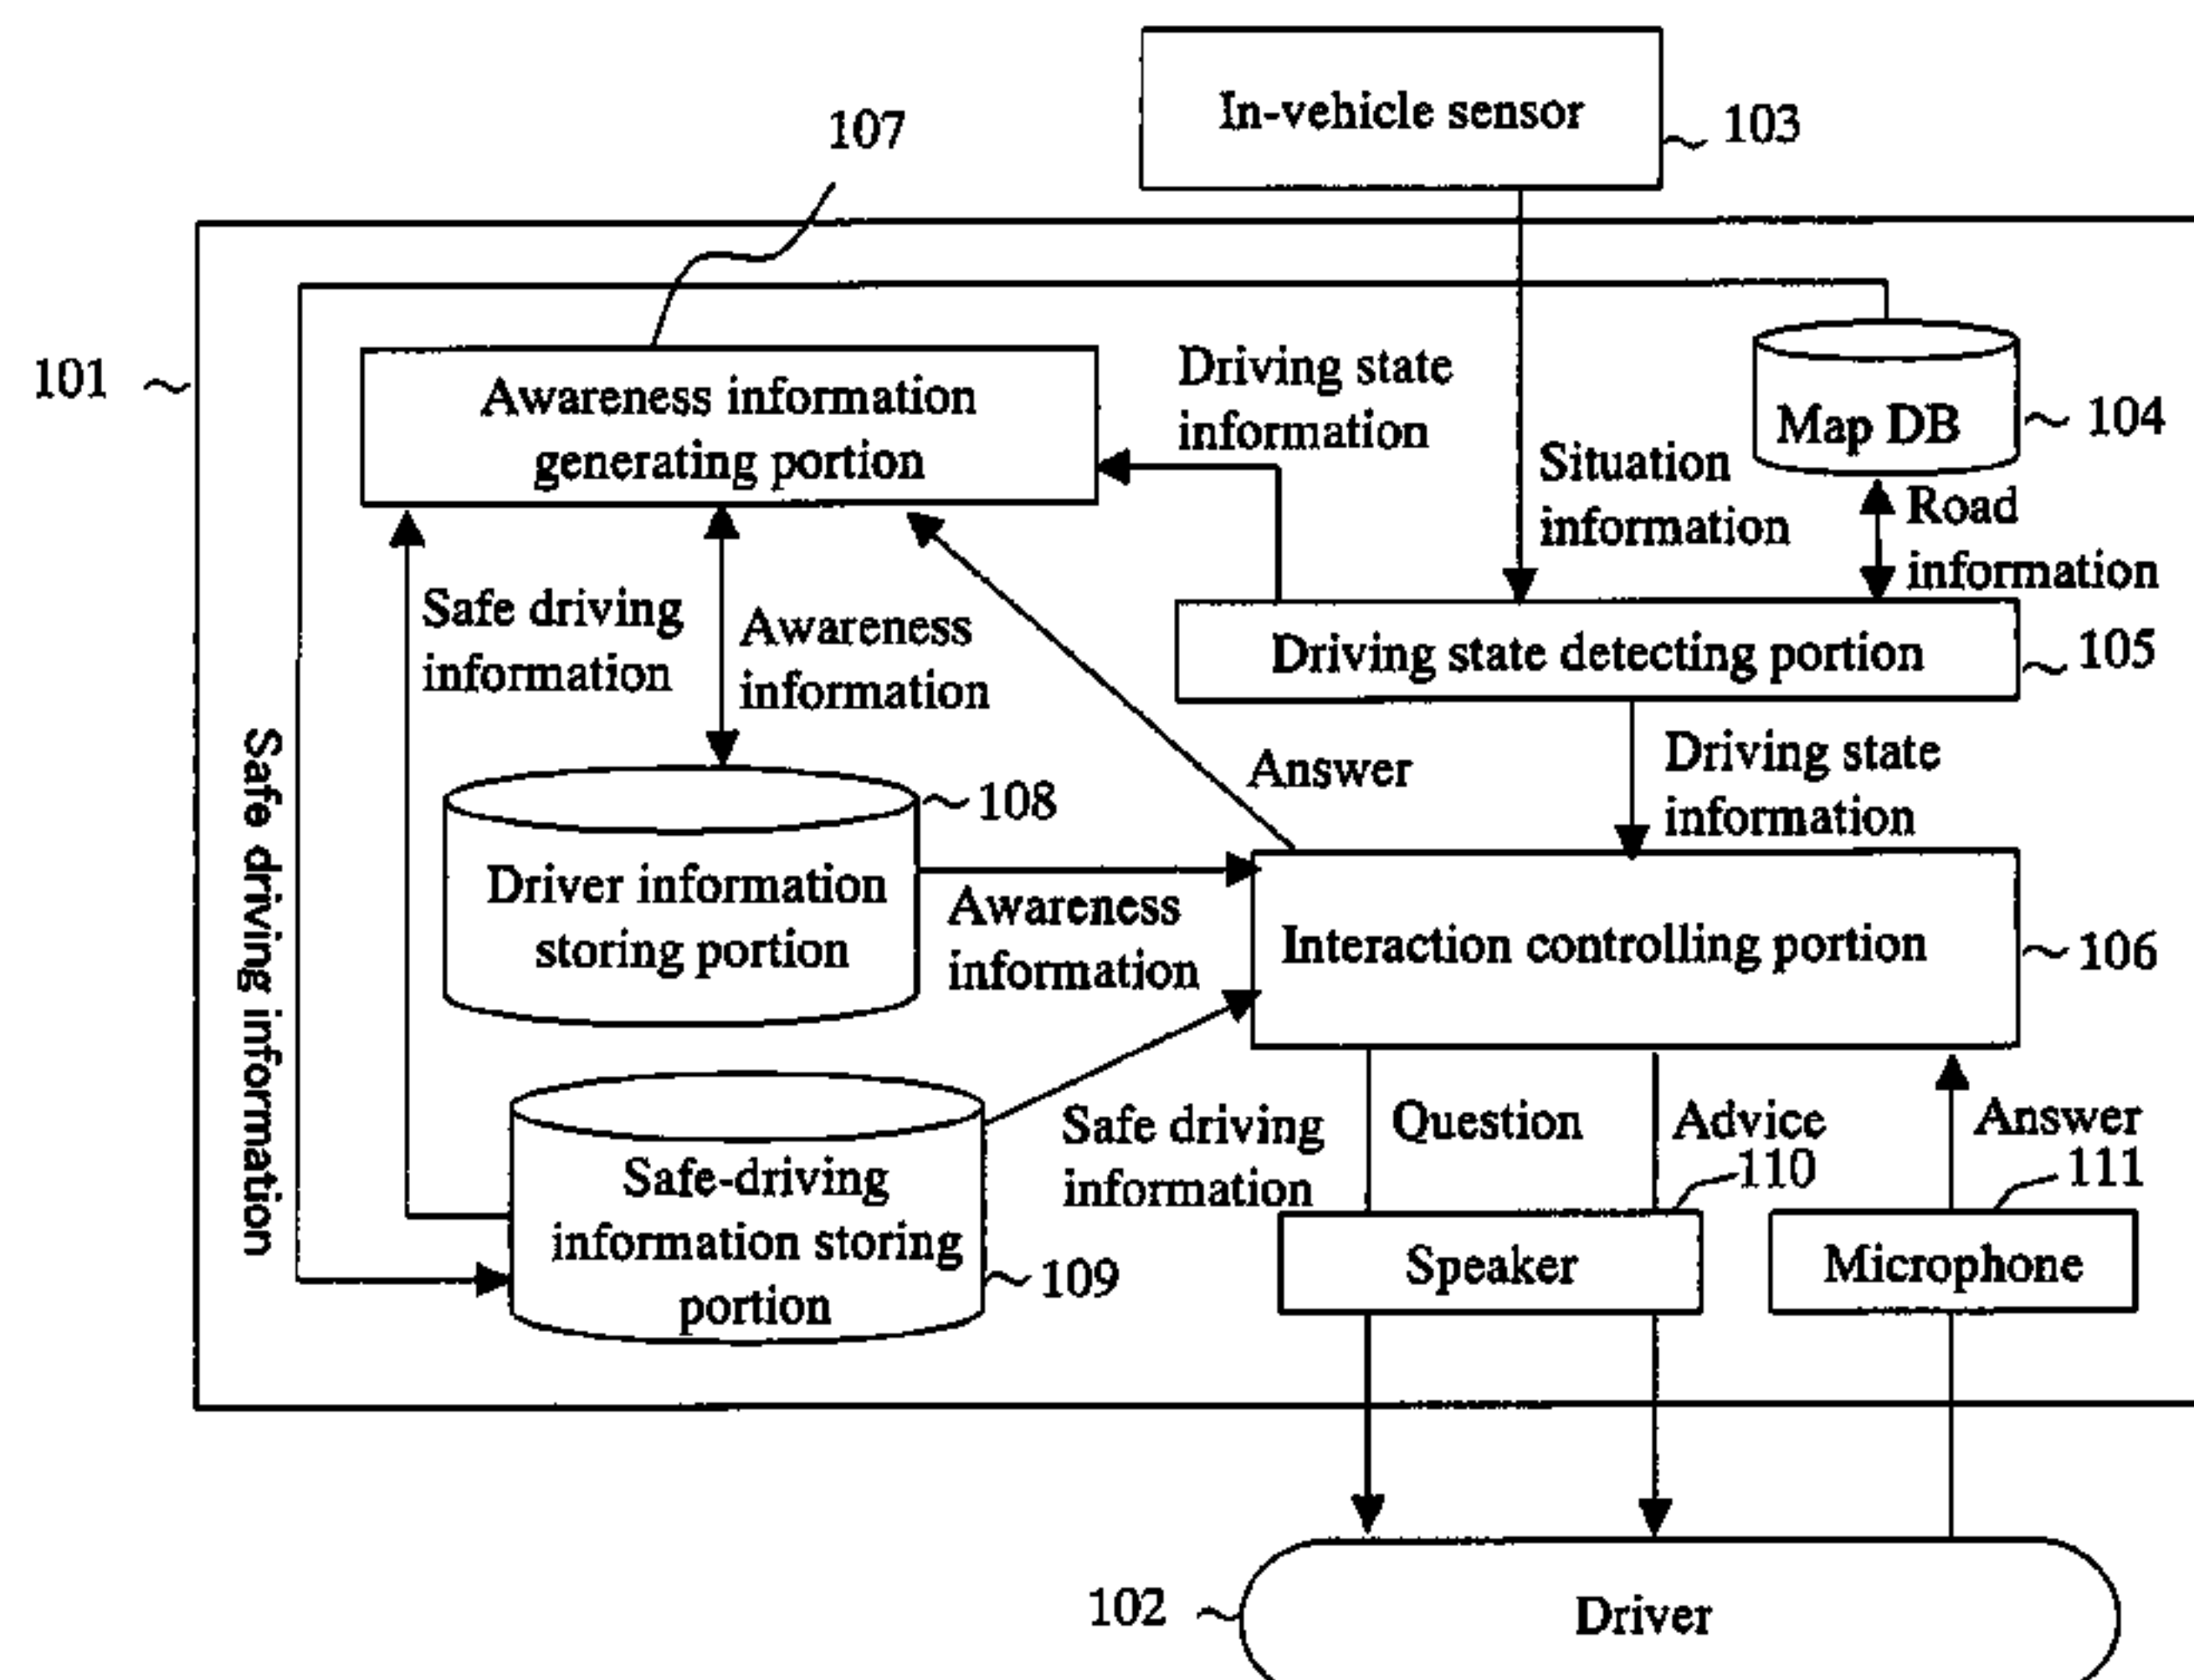 In-vehicle sensor
103
107
101
Awareness information
generating portion
Driving state
information
Situation
information
Map DB
104
Road
information
Safe driving
information
Awareness
information
Driving state detecting portion
105
Safe driving information
Answer
Driving state
information
108
Driver information
storing portion
Awareness
information
Interaction controlling portion
106
Safe-driving
information storing
portion
109
Safe driving
information
Question
Advice
110
Answer
111
Speaker
Microphone
102
Driver